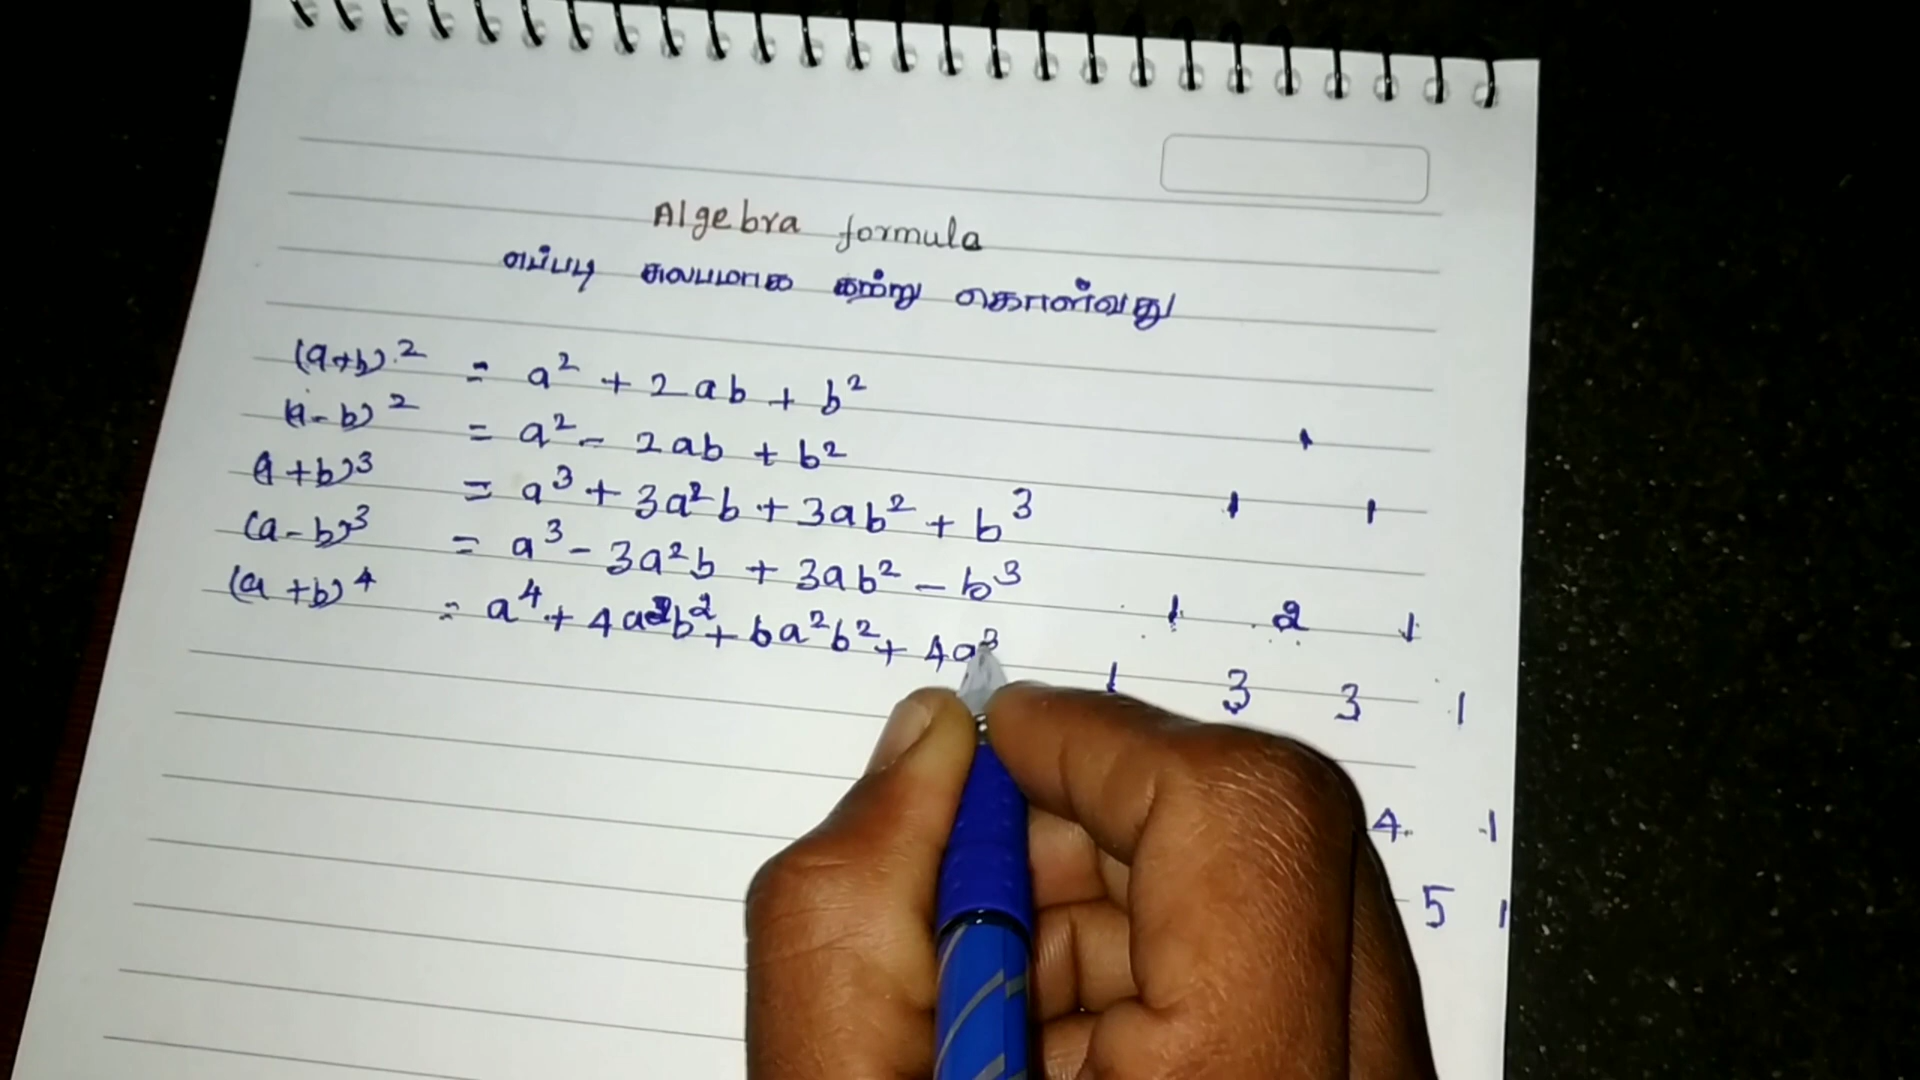 Algebra formula
எப்படி சுலபமாக கற்று கொள்வது
(a+b)² = a² + 2ab + b²
(a-b)² = a² - 2ab + b²
(a+b)³ = a³ + 3a²b + 3ab² + b³
(a-b)³ = a³ - 3a²b + 3ab² - b³
(a+b)⁴ = a⁴ + 4a³b² + 6a²b² + 4a³
1
1 1
1 2 1
1 3 3 1
4 1
5 1